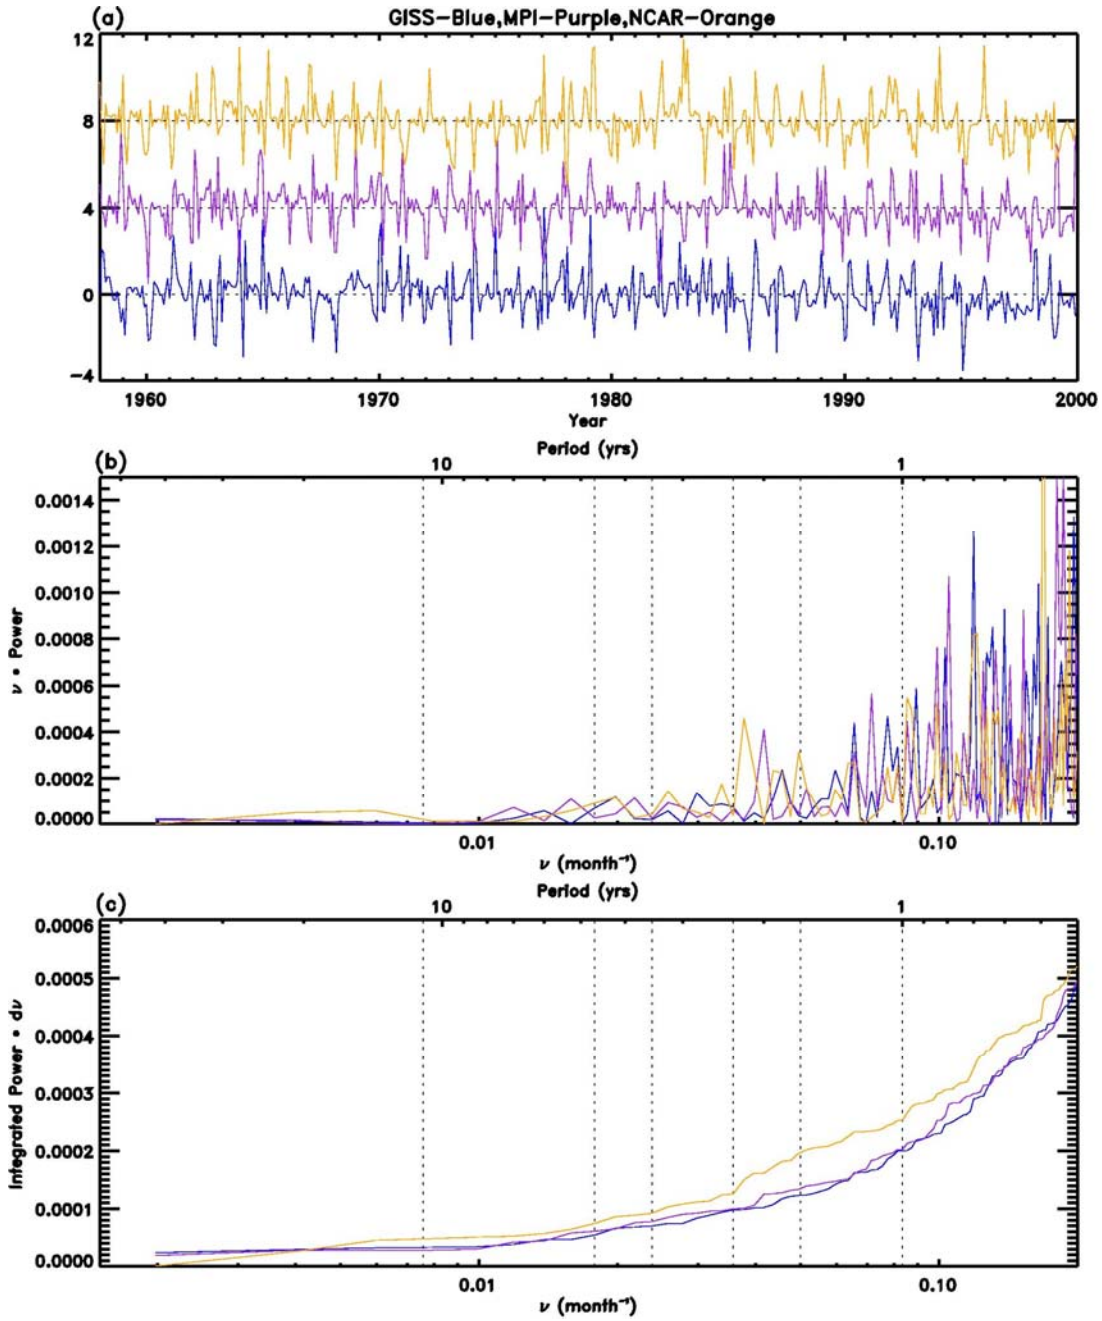 (a) GISS-Blue,MPI-Purple,NCAR-Orange
12
8
4
0
-4
1960 1970 1980 1990 2000
Year
Period (yrs)
(b) 10 1
0.0014
0.0012
0.0010
0.0008
0.0006
0.0004
0.0002
0.0000
ν • Power
0.01 0.10
ν (month⁻¹)
Period (yrs)
(c) 10 1
0.0006
0.0005
0.0004
0.0003
0.0002
0.0001
0.0000
Integrated Power • dν
0.01 0.10
ν (month⁻¹)